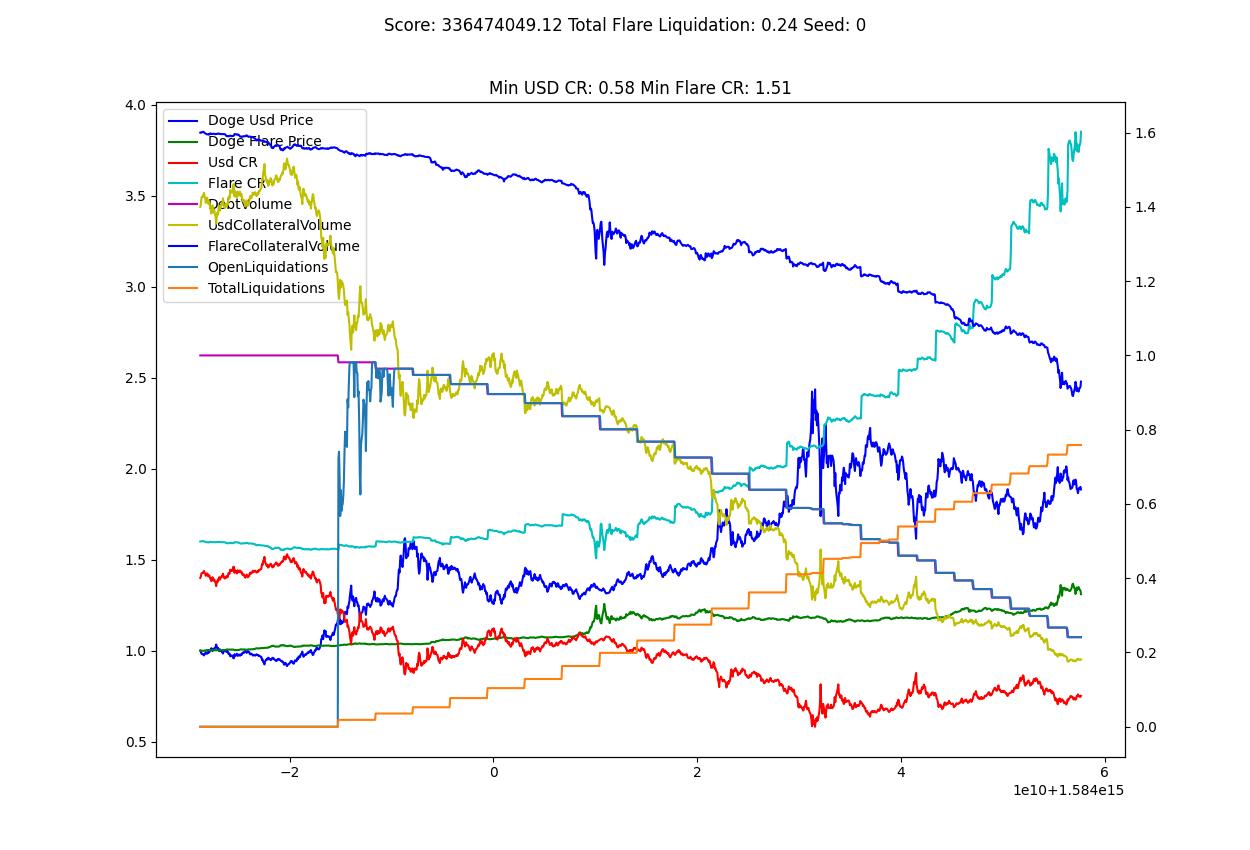 Score: 336474049.12 Total Flare Liquidation: 0.24 Seed: 0
Min USD CR: 0.58 Min Flare CR: 1.51
4.0
3.5
3.0
2.5
2.0
1.5
1.0
0.5
Doge Usd Price
Doge Flare Price
Usd CR
Flare CR
DebtVolume
UsdCollateralVolume
FlareCollateralVolume
OpenLiquidations
TotalLiquidations
1.6
1.4
1.2
1.0
0.8
0.6
0.4
0.2
0.0
−2 0 2 4 6
1e10+1.584e15